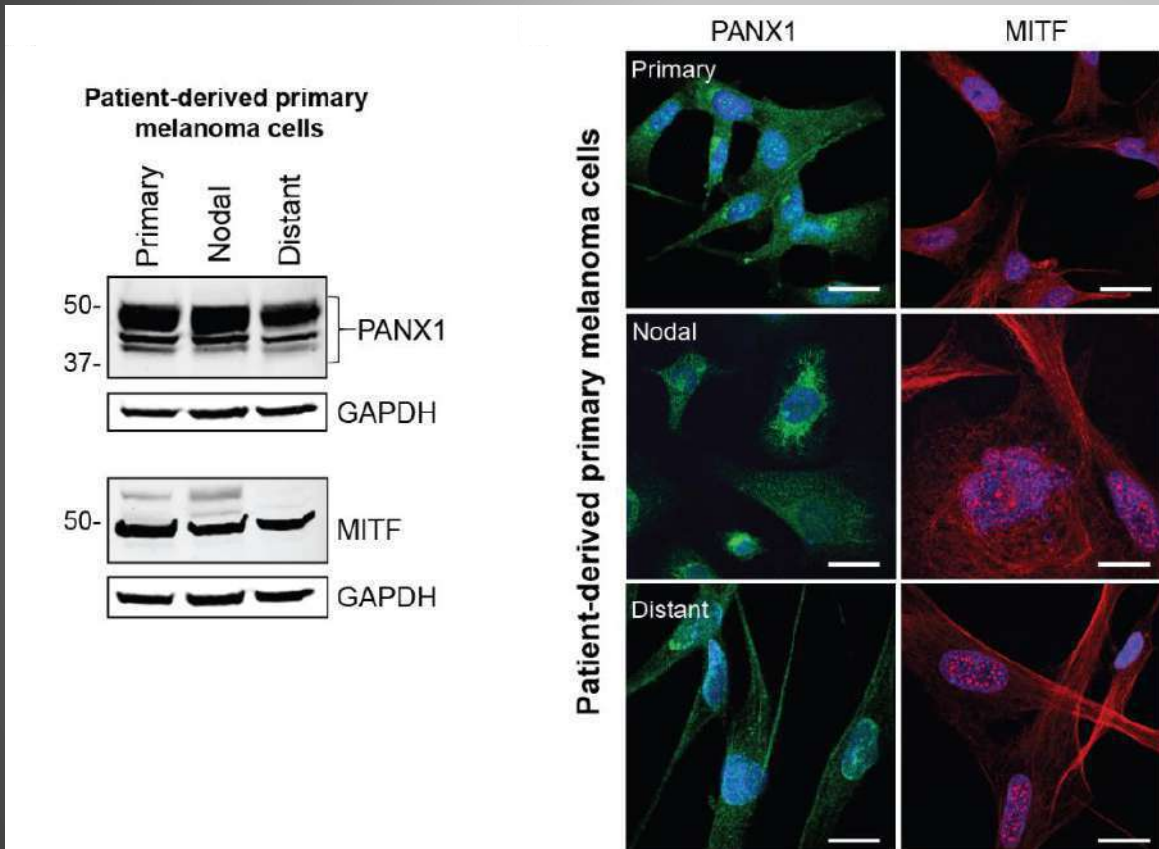 Patient-derived primary
melanoma cells
Primary
Nodal
Distant
50-
37-
PANX1
GAPDH
50-
MITF
GAPDH
Patient-derived primary melanoma cells
PANX1
MITF
Primary
Nodal
Distant